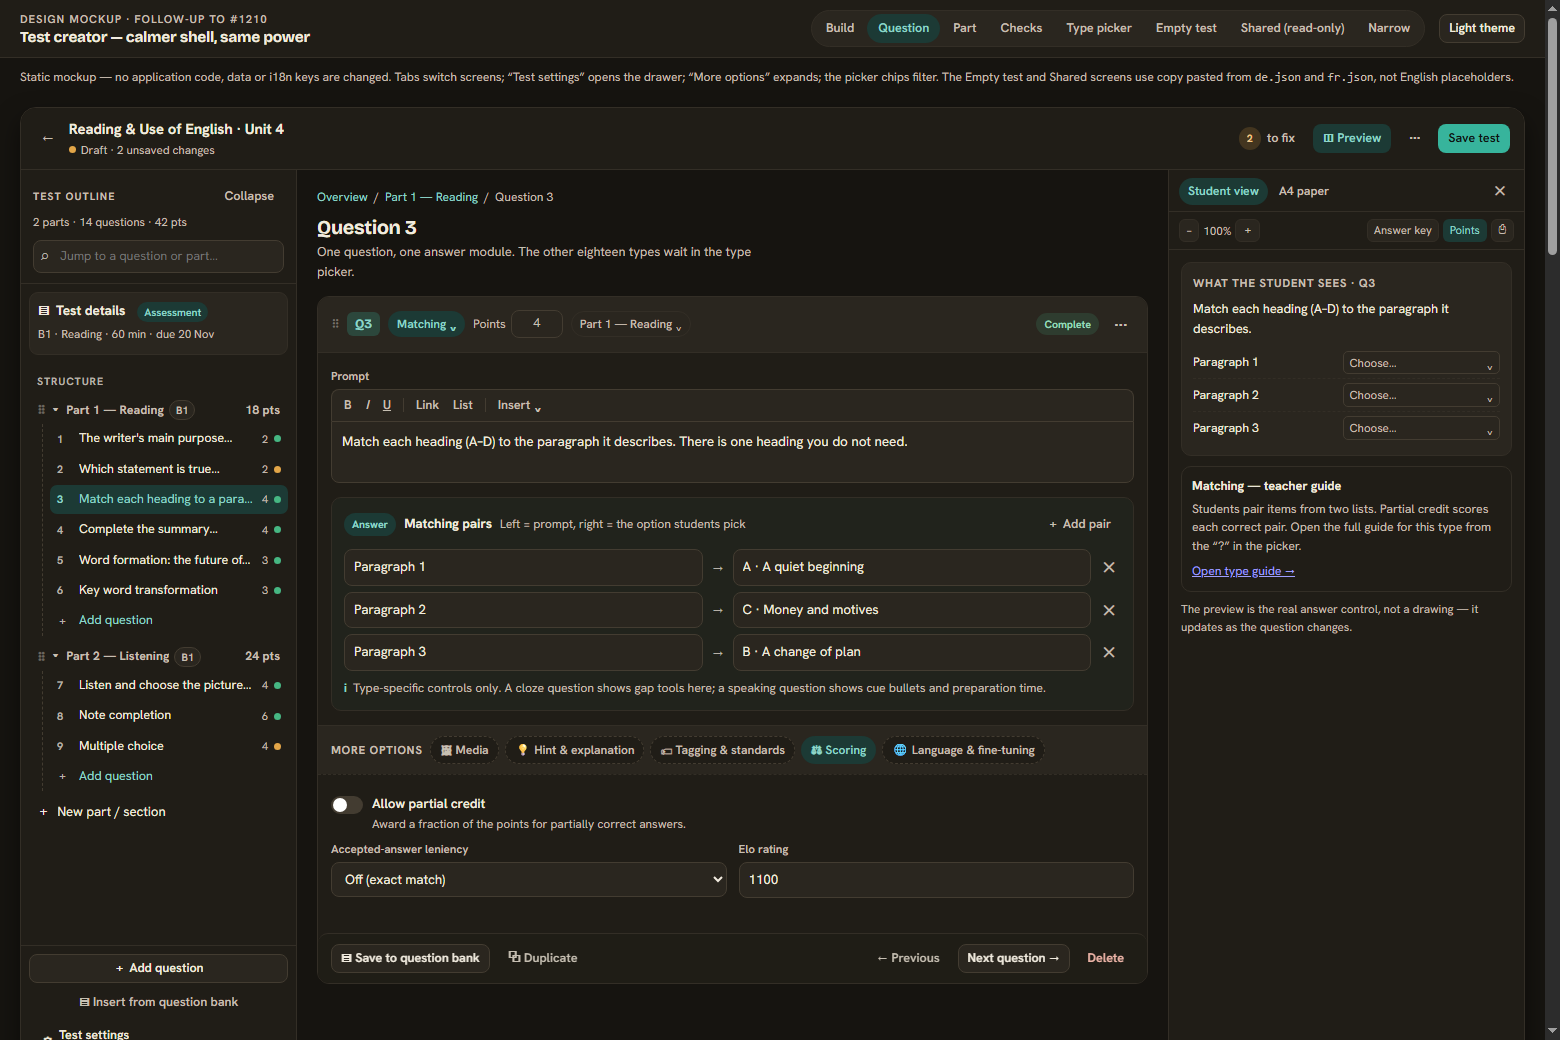 DESIGN MOCKUP · FOLLOW-UP TO #1210
Test creator — calmer shell, same power
Build Question Part Checks Type picker Empty test Shared (read-only) Narrow
Light theme
Static mockup — no application code, data or i18n keys are changed. Tabs switch screens; “Test settings” opens the drawer; “More options” expands; the picker chips filter. The Empty test and Shared screens use copy pasted from de.json and fr.json, not English placeholders.
← Reading & Use of English · Unit 4
Draft · 2 unsaved changes
2 to fix
Preview
···
Save test
TEST OUTLINE
Collapse
2 parts · 14 questions · 42 pts
Jump to a question or part...
Test details Assessment
B1 · Reading · 60 min · due 20 Nov
STRUCTURE
Part 1 — Reading B1 18 pts
1 The writer's main purpose... 2
2 Which statement is true... 2
3 Match each heading to a para... 4
4 Complete the summary... 4
5 Word formation: the future of... 3
6 Key word transformation 3
+ Add question
Part 2 — Listening B1 24 pts
7 Listen and choose the picture... 4
8 Note completion 6
9 Multiple choice 4
+ Add question
+ New part / section
+ Add question
Insert from question bank
Test settings
Overview / Part 1 — Reading / Question 3
Question 3
One question, one answer module. The other eighteen types wait in the type
picker.
Q3 Matching Points 4 Part 1 — Reading
Complete
···
Prompt
B I U Link List Insert
Match each heading (A–D) to the paragraph it describes. There is one heading you do not need.
Answer Matching pairs Left = prompt, right = the option students pick
+ Add pair
Paragraph 1 → A · A quiet beginning ✕
Paragraph 2 → C · Money and motives ✕
Paragraph 3 → B · A change of plan ✕
i Type-specific controls only. A cloze question shows gap tools here; a speaking question shows cue bullets and preparation time.
MORE OPTIONS Media Hint & explanation Tagging & standards Scoring Language & fine-tuning
Allow partial credit
Award a fraction of the points for partially correct answers.
Accepted-answer leniency
Off (exact match)
Elo rating
1100
Save to question bank
Duplicate
← Previous
Next question →
Delete
Student view A4 paper ✕
- 100% +
Answer key Points
WHAT THE STUDENT SEES · Q3
Match each heading (A–D) to the paragraph it
describes.
Paragraph 1 Choose...
Paragraph 2 Choose...
Paragraph 3 Choose...
Matching — teacher guide
Students pair items from two lists. Partial credit scores
each correct pair. Open the full guide for this type from
the “?” in the picker.
Open type guide →
The preview is the real answer control, not a drawing — it
updates as the question changes.